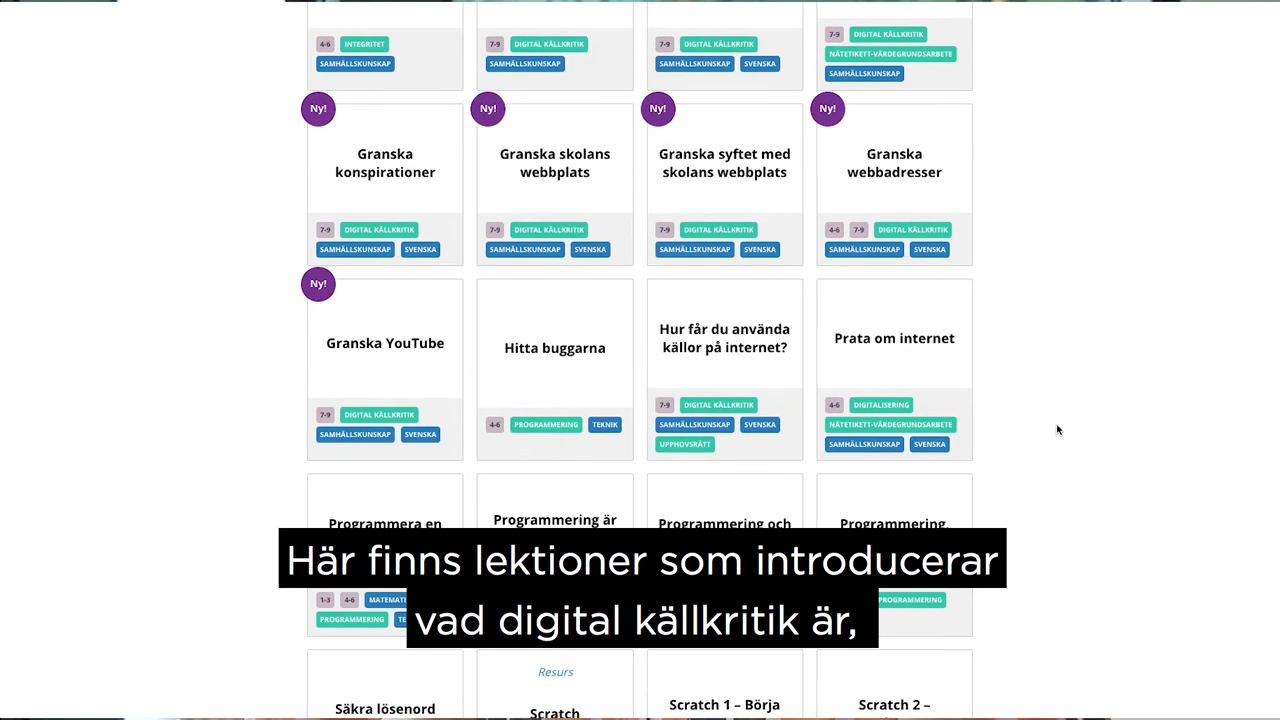 4-6 INTEGRITET
SAMHÄLLSKUNSKAP
7-9 DIGITAL KÄLLKRITIK
SAMHÄLLSKUNSKAP
7-9 DIGITAL KÄLLKRITIK
SAMHÄLLSKUNSKAP SVENSKA
7-9 DIGITAL KÄLLKRITIK
NÄTETIKETT-VÄRDEGRUNDSARBETE
SAMHÄLLSKUNSKAP
Ny!
Granska
konspirationer
7-9 DIGITAL KÄLLKRITIK
SAMHÄLLSKUNSKAP SVENSKA
Ny!
Granska skolans
webbplats
7-9 DIGITAL KÄLLKRITIK
SAMHÄLLSKUNSKAP SVENSKA
Ny!
Granska syftet med
skolans webbplats
7-9 DIGITAL KÄLLKRITIK
SAMHÄLLSKUNSKAP SVENSKA
Ny!
Granska
webbadresser
4-6 7-9 DIGITAL KÄLLKRITIK
SAMHÄLLSKUNSKAP SVENSKA
Ny!
Granska YouTube
7-9 DIGITAL KÄLLKRITIK
SAMHÄLLSKUNSKAP SVENSKA
Hitta buggarna
4-6 PROGRAMMERING TEKNIK
Hur får du använda
källor på internet?
7-9 DIGITAL KÄLLKRITIK
SAMHÄLLSKUNSKAP SVENSKA
UPPHOVSRÄTT
Prata om internet
4-6 DIGITALISERING
NÄTETIKETT-VÄRDEGRUNDSARBETE
SAMHÄLLSKUNSKAP SVENSKA
Programmera en
1-3 4-6
PROGRAMMERING
Programmering är
Programmering och
Programmering,
PROGRAMMERING
Här finns lektioner som introducerar
vad digital källkritik är,
Säkra lösenord
Resurs
Scratch
Scratch 1 – Börja
Scratch 2 –